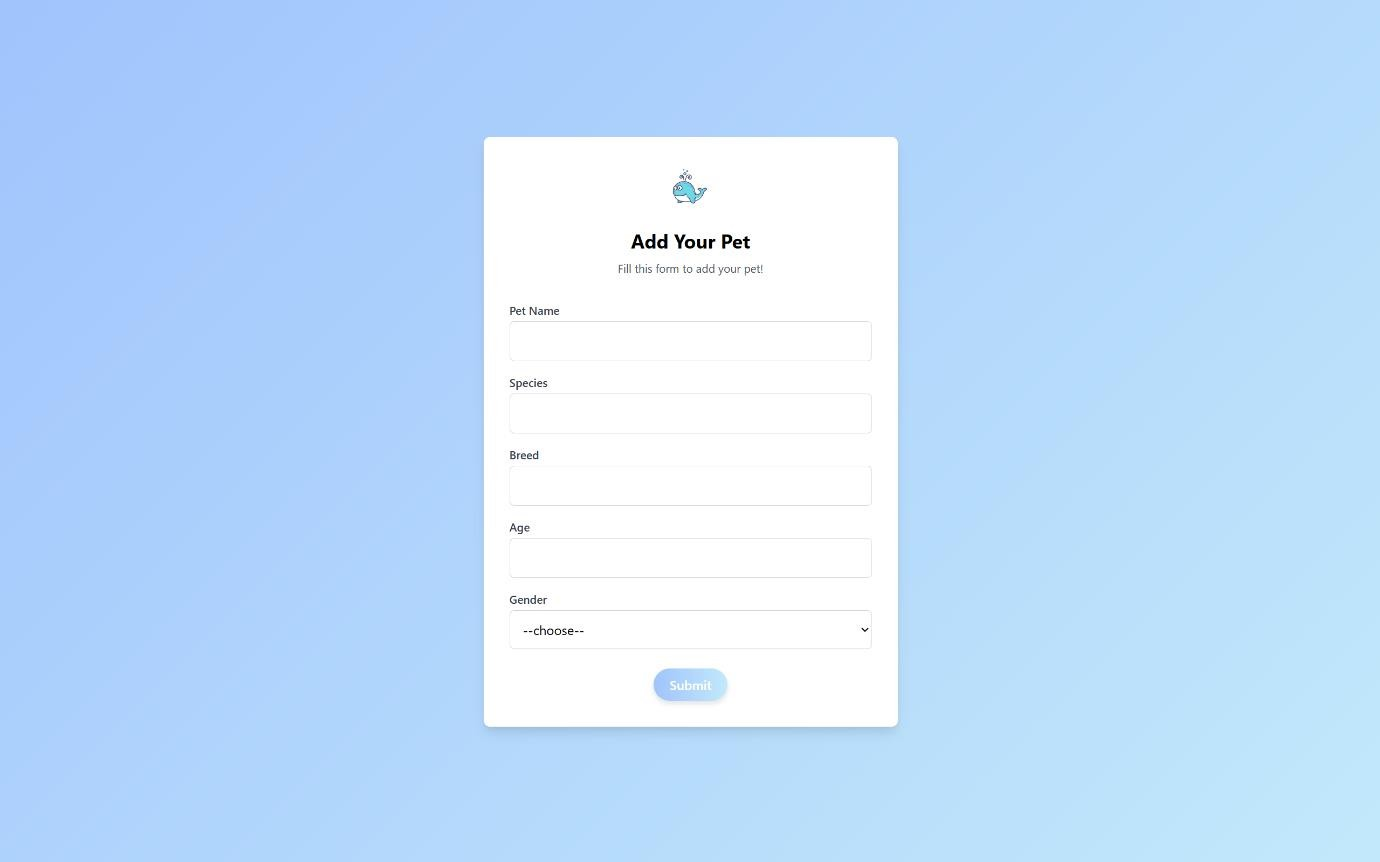 Add Your Pet
Fill this form to add your pet!
Pet Name
Species
Breed
Age
Gender
--choose--
Submit